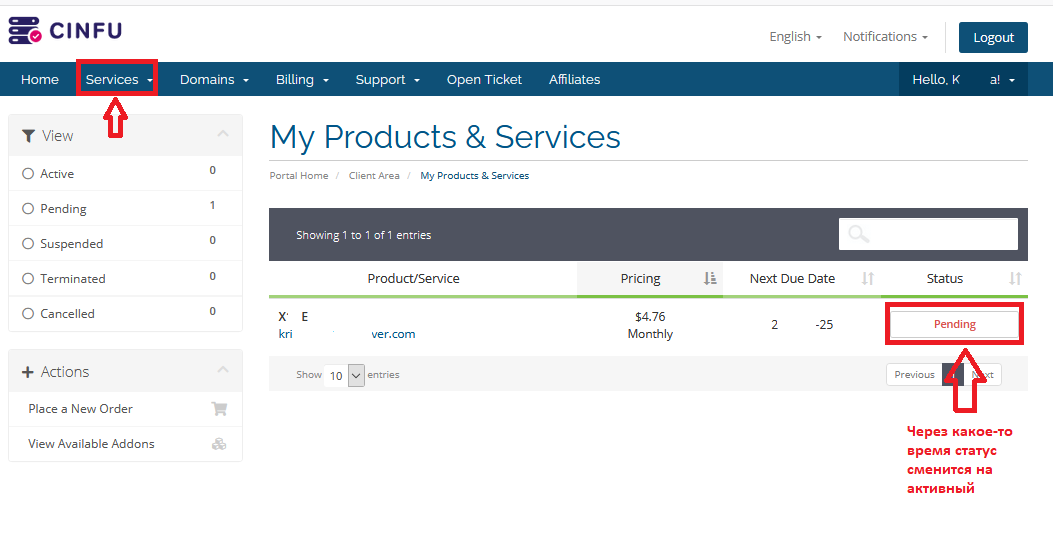 CINFU
English
Notifications
Logout
Home
Services
Domains
Billing
Support
Open Ticket
Affiliates
Hello, K a!
View
Active 0
Pending 1
Suspended 0
Terminated 0
Cancelled 0
Actions
Place a New Order
View Available Addons
My Products & Services
Portal Home / Client Area / My Products & Services
Showing 1 to 1 of 1 entries
Product/Service Pricing Next Due Date Status
X E
kri ver.com
$4.76
Monthly
2 -25
Pending
Show 10 entries
Previous
Через какое-то
время статус
сменится на
активный